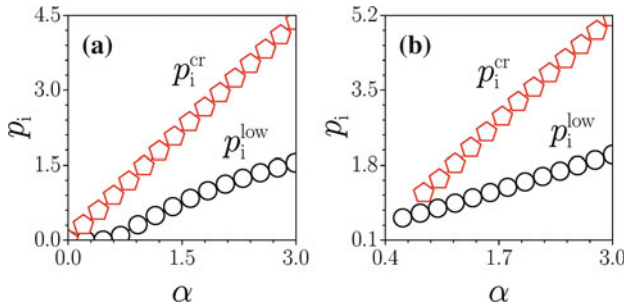 4.5
(a)
p_i^cr
3.0
p_i
p_i^low
1.5
0.0
0.0 1.5 3.0
α
5.2
(b)
p_i^cr
3.5
p_i
p_i^low
1.8
0.1
0.4 1.7 3.0
α